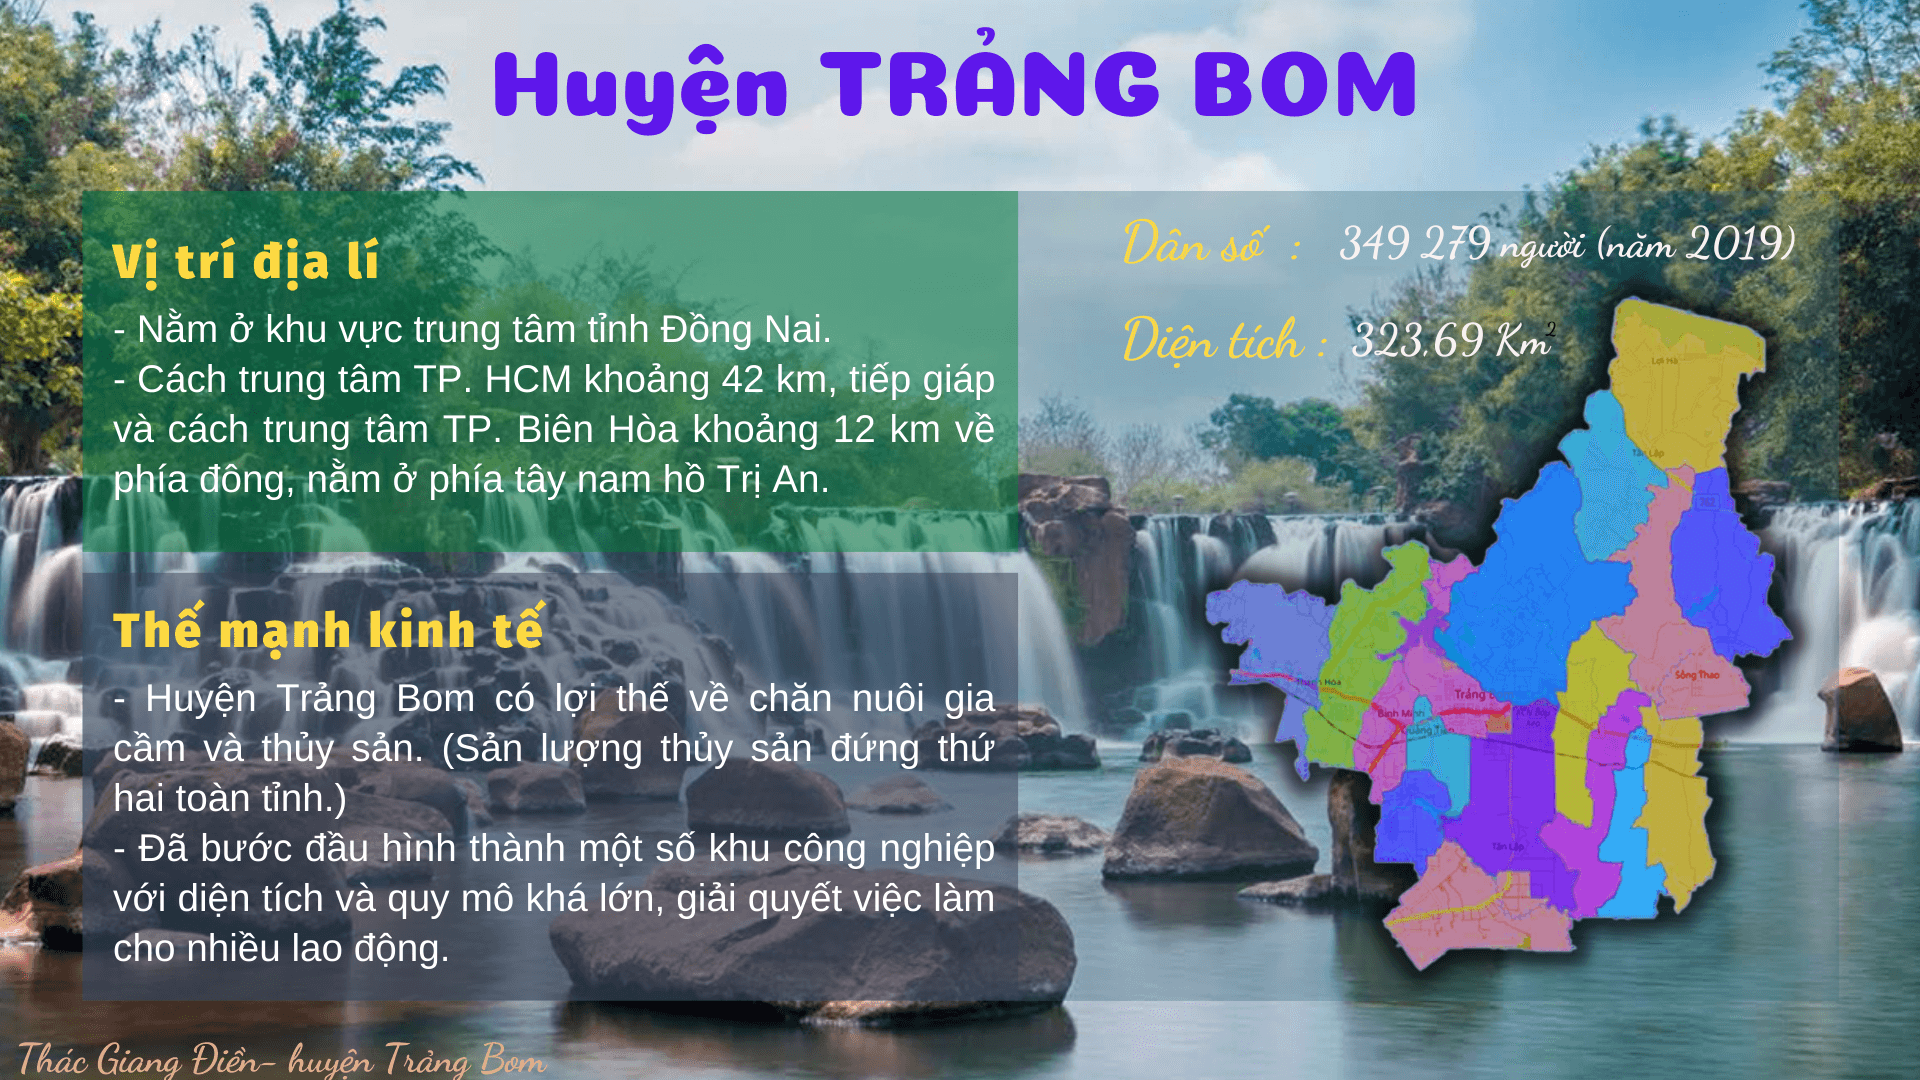 Huyện TRẢNG BOM
Vị trí địa lí
- Nằm ở khu vực trung tâm tỉnh Đồng Nai.
- Cách trung tâm TP. HCM khoảng 42 km, tiếp giáp
và cách trung tâm TP. Biên Hòa khoảng 12 km về
phía đông, nằm ở phía tây nam hồ Trị An.
Thế mạnh kinh tế
- Huyện Trảng Bom có lợi thế về chăn nuôi gia
cầm và thủy sản. (Sản lượng thủy sản đứng thứ
hai toàn tỉnh.)
- Đã bước đầu hình thành một số khu công nghiệp
với diện tích và quy mô khá lớn, giải quyết việc làm
cho nhiều lao động.
Dân số : 349 279 người (năm 2019)
Diện tích : 323.69 Km²
Tân Lập
Sông Thao
Hòa
Trảng
Bình Minh
Quảng Tiến
Tân Lập
Thác Giang Điền- huyện Trảng Bom